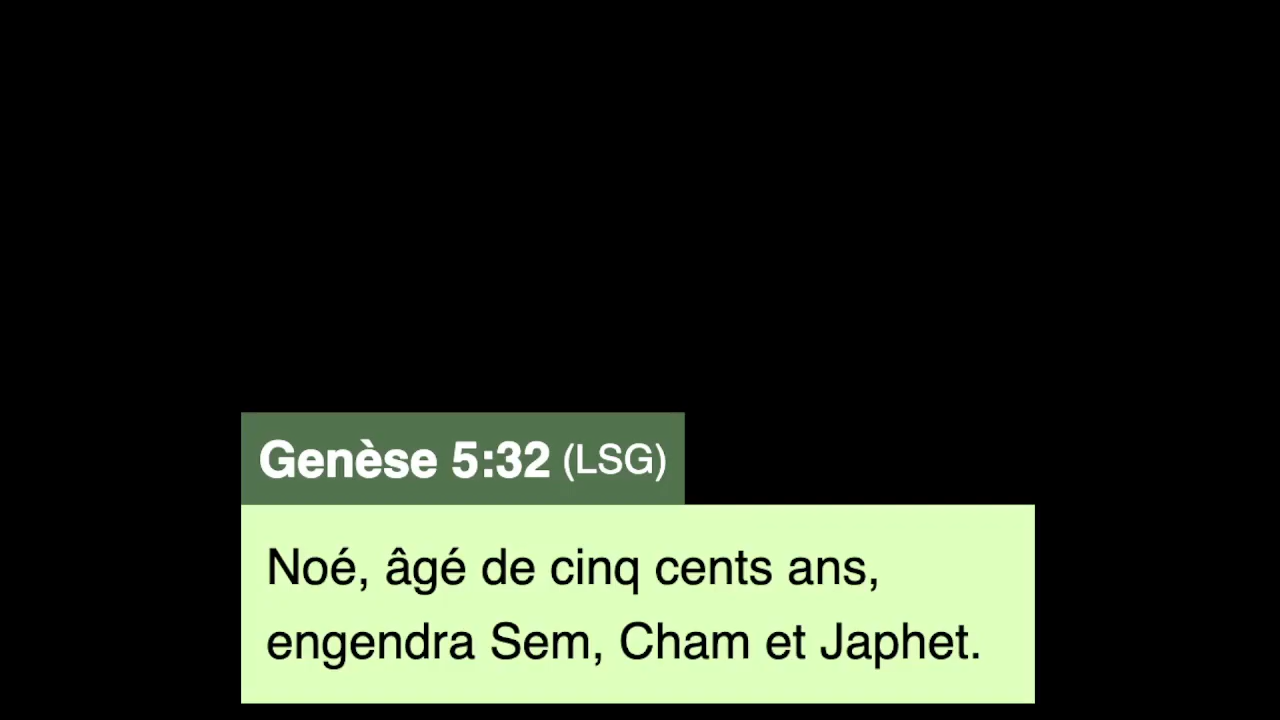 Genèse 5:32 (LSG)
Noé, âgé de cinq cents ans,
engendra Sem, Cham et Japhet.